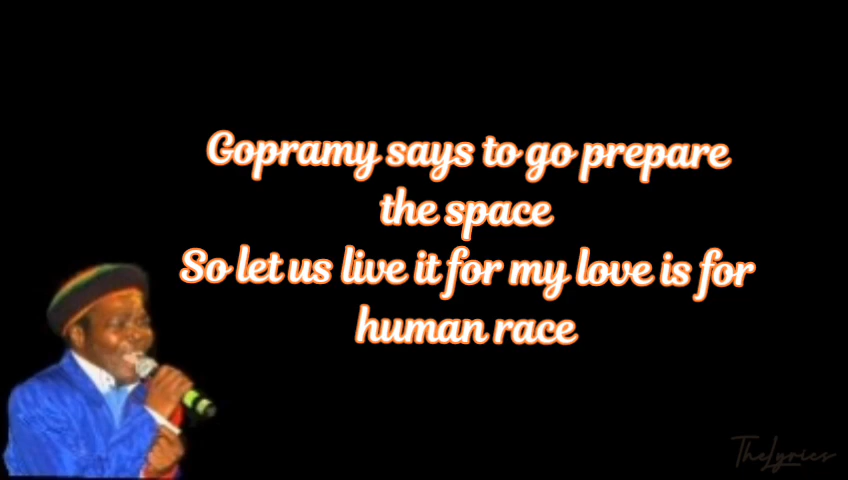 Gopramy says to go prepare
the space
So let us live it for my love is for
human race
TheLyrics